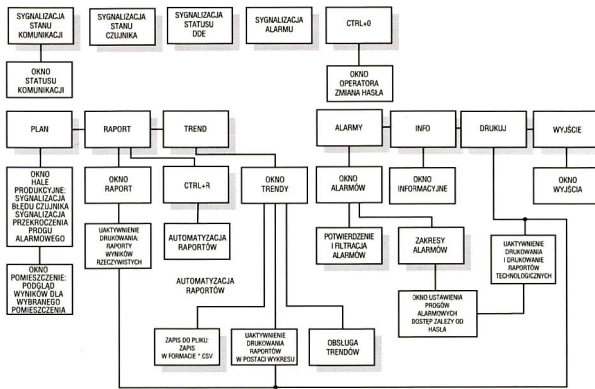 SYGNALIZACJA
STANU
KOMUNIKACJI
SYGNALIZACJA
STANU
CZUJNIKA
SYGNALIZACJA
STATUSU
DDE
SYGNALIZACJA
ALARMU
CTRL+O
OKNO
STATUSU
KOMUNIKACJI
OKNO
OPERATORA
ZMIANA HASŁA
PLAN
RAPORT
TREND
ALARMY
INFO
DRUKUJ
WYJŚCIE
OKNO
HALE
PRODUKCYJNE:
SYGNALIZACJA
BŁĘDU CZUJNIKA
SYGNALIZACJA
PRZEKROCZENIA
PROGU
ALARMOWEGO
OKNO
RAPORT
CTRL+R
OKNO
TRENDY
OKNO
ALARMÓW
OKNO
INFORMACYJNE
OKNO
WYJŚCIA
UAKTYWNIENIE
DRUKOWANIA:
RAPORTY
WYNIKÓW
RZECZYWISTYCH
AUTOMATYZACJA
RAPORTÓW
POTWIERDZENIE
I FILTRACJA
ALARMÓW
ZAKRESY
ALARMÓW
UAKTYWNIENIE
DRUKOWANIA
I DRUKOWANIE
RAPORTÓW
TECHNOLOGICZNYCH
OKNO
POMIESZCZENIE:
PODGLĄD
WYNIKÓW DLA
WYBRANEGO
POMIESZCZENIA
AUTOMATYZACJA
RAPORTÓW
OKNO USTAWIENIA
PROGÓW
ALARMOWYCH
DOSTĘP ZALEŻY OD
HASŁA
ZAPIS DO PLIKU:
ZAPIS
W FORMACIE *.CSV
UAKTYWNIENIE
DRUKOWANIA
RAPORTÓW
W POSTACI WYKRESU
OBSŁUGA
TRENDÓW